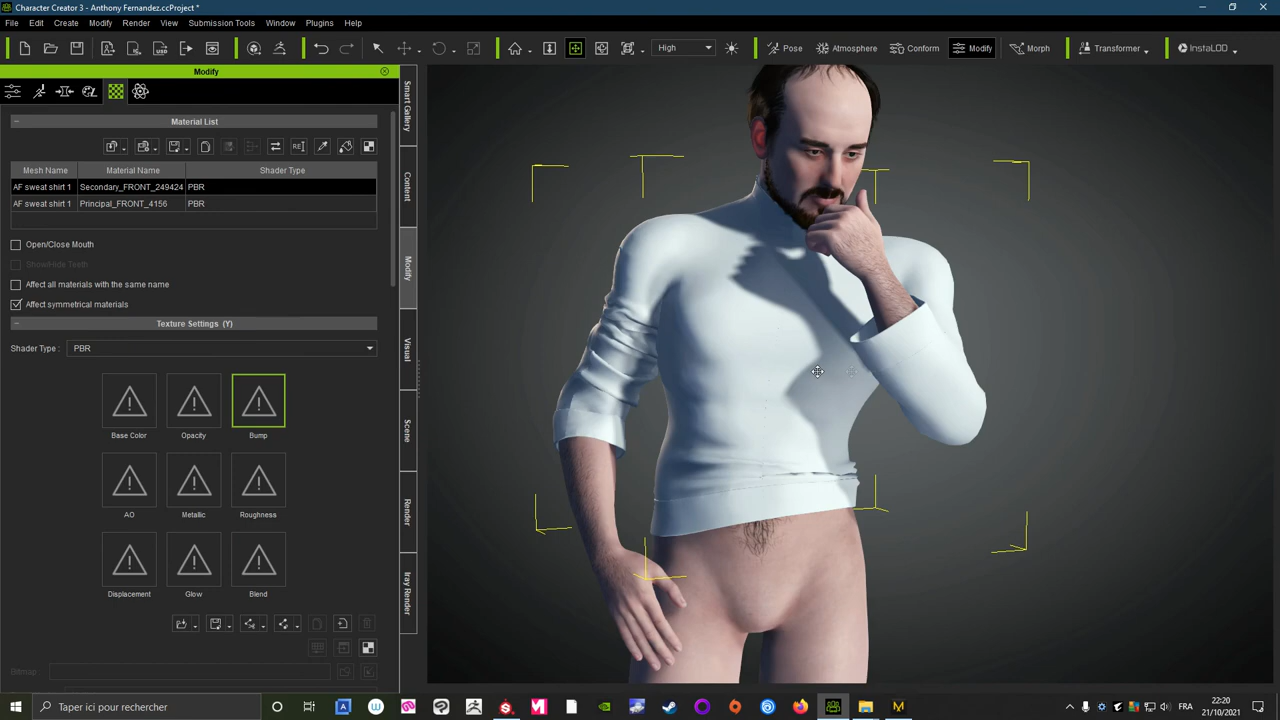 Character Creator 3 - Anthony Fernandez.ccProject *
File Edit Create Modify Render View Submission Tools Window Plugins Help
High Pose Atmosphere Conform Modify Morph Transformer InstaLOD
Modify
Smart Gallery
Content
Modify
Visual
Scene
Render
Iray Render
Material List
REI
Mesh Name Material Name Shader Type
AF sweat shirt 1 Secondary_FRONT_249424 PBR
AF sweat shirt 1 Principal_FRONT_4156 PBR
Open/Close Mouth
Show/Hide Teeth
Affect all materials with the same name
Affect symmetrical materials
Texture Settings (Y)
Shader Type : PBR
Base Color Opacity Bump
AO Metallic Roughness
Displacement Glow Blend
Bitmap :
Taper ici pour rechercher
FRA
22:20
21/10/2021